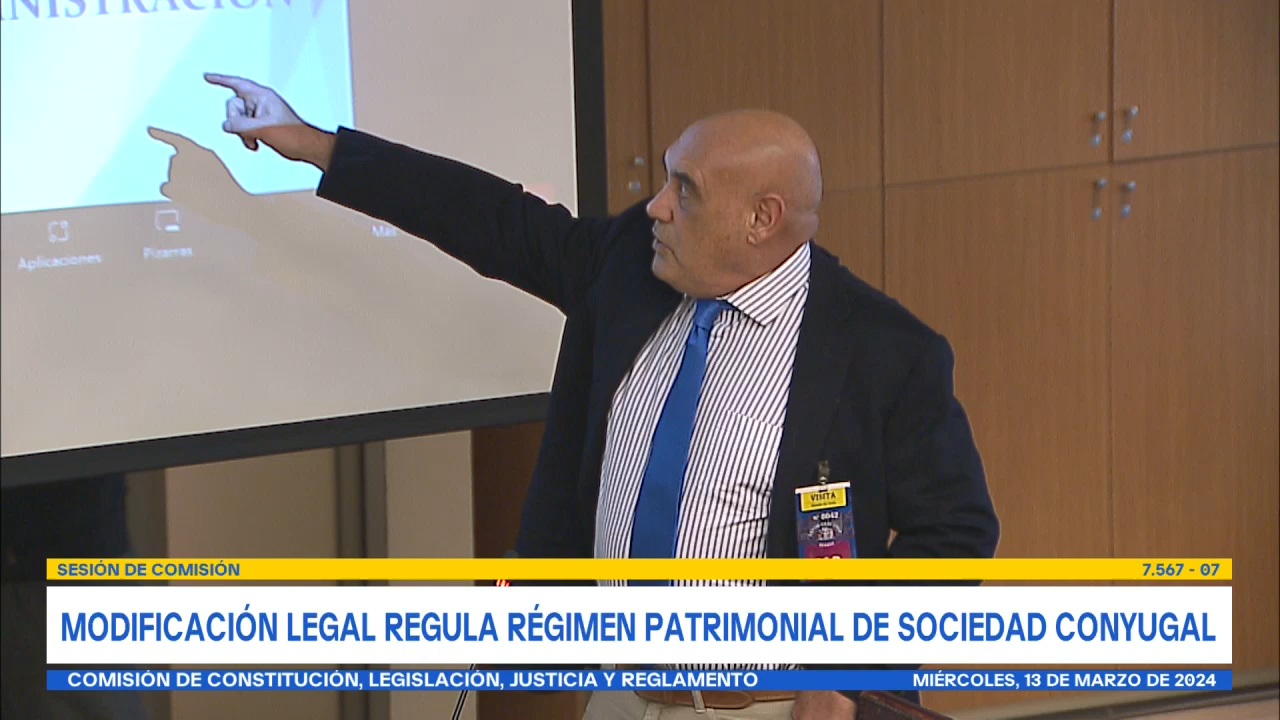 Aplicaciones
Pizarras
VISITA
SESIÓN DE COMISIÓN
7.567 - 07
MODIFICACIÓN LEGAL REGULA RÉGIMEN PATRIMONIAL DE SOCIEDAD CONYUGAL
COMISIÓN DE CONSTITUCIÓN, LEGISLACIÓN, JUSTICIA Y REGLAMENTO
MIÉRCOLES, 13 DE MARZO DE 2024